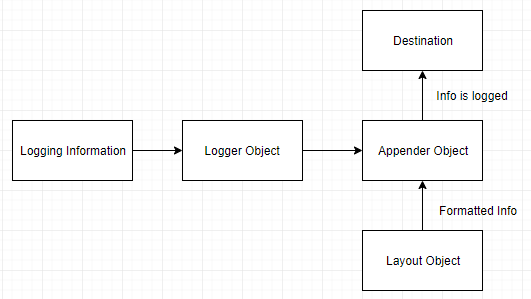 Destination
Info is logged
Logging Information
Logger Object
Appender Object
Formatted Info
Layout Object